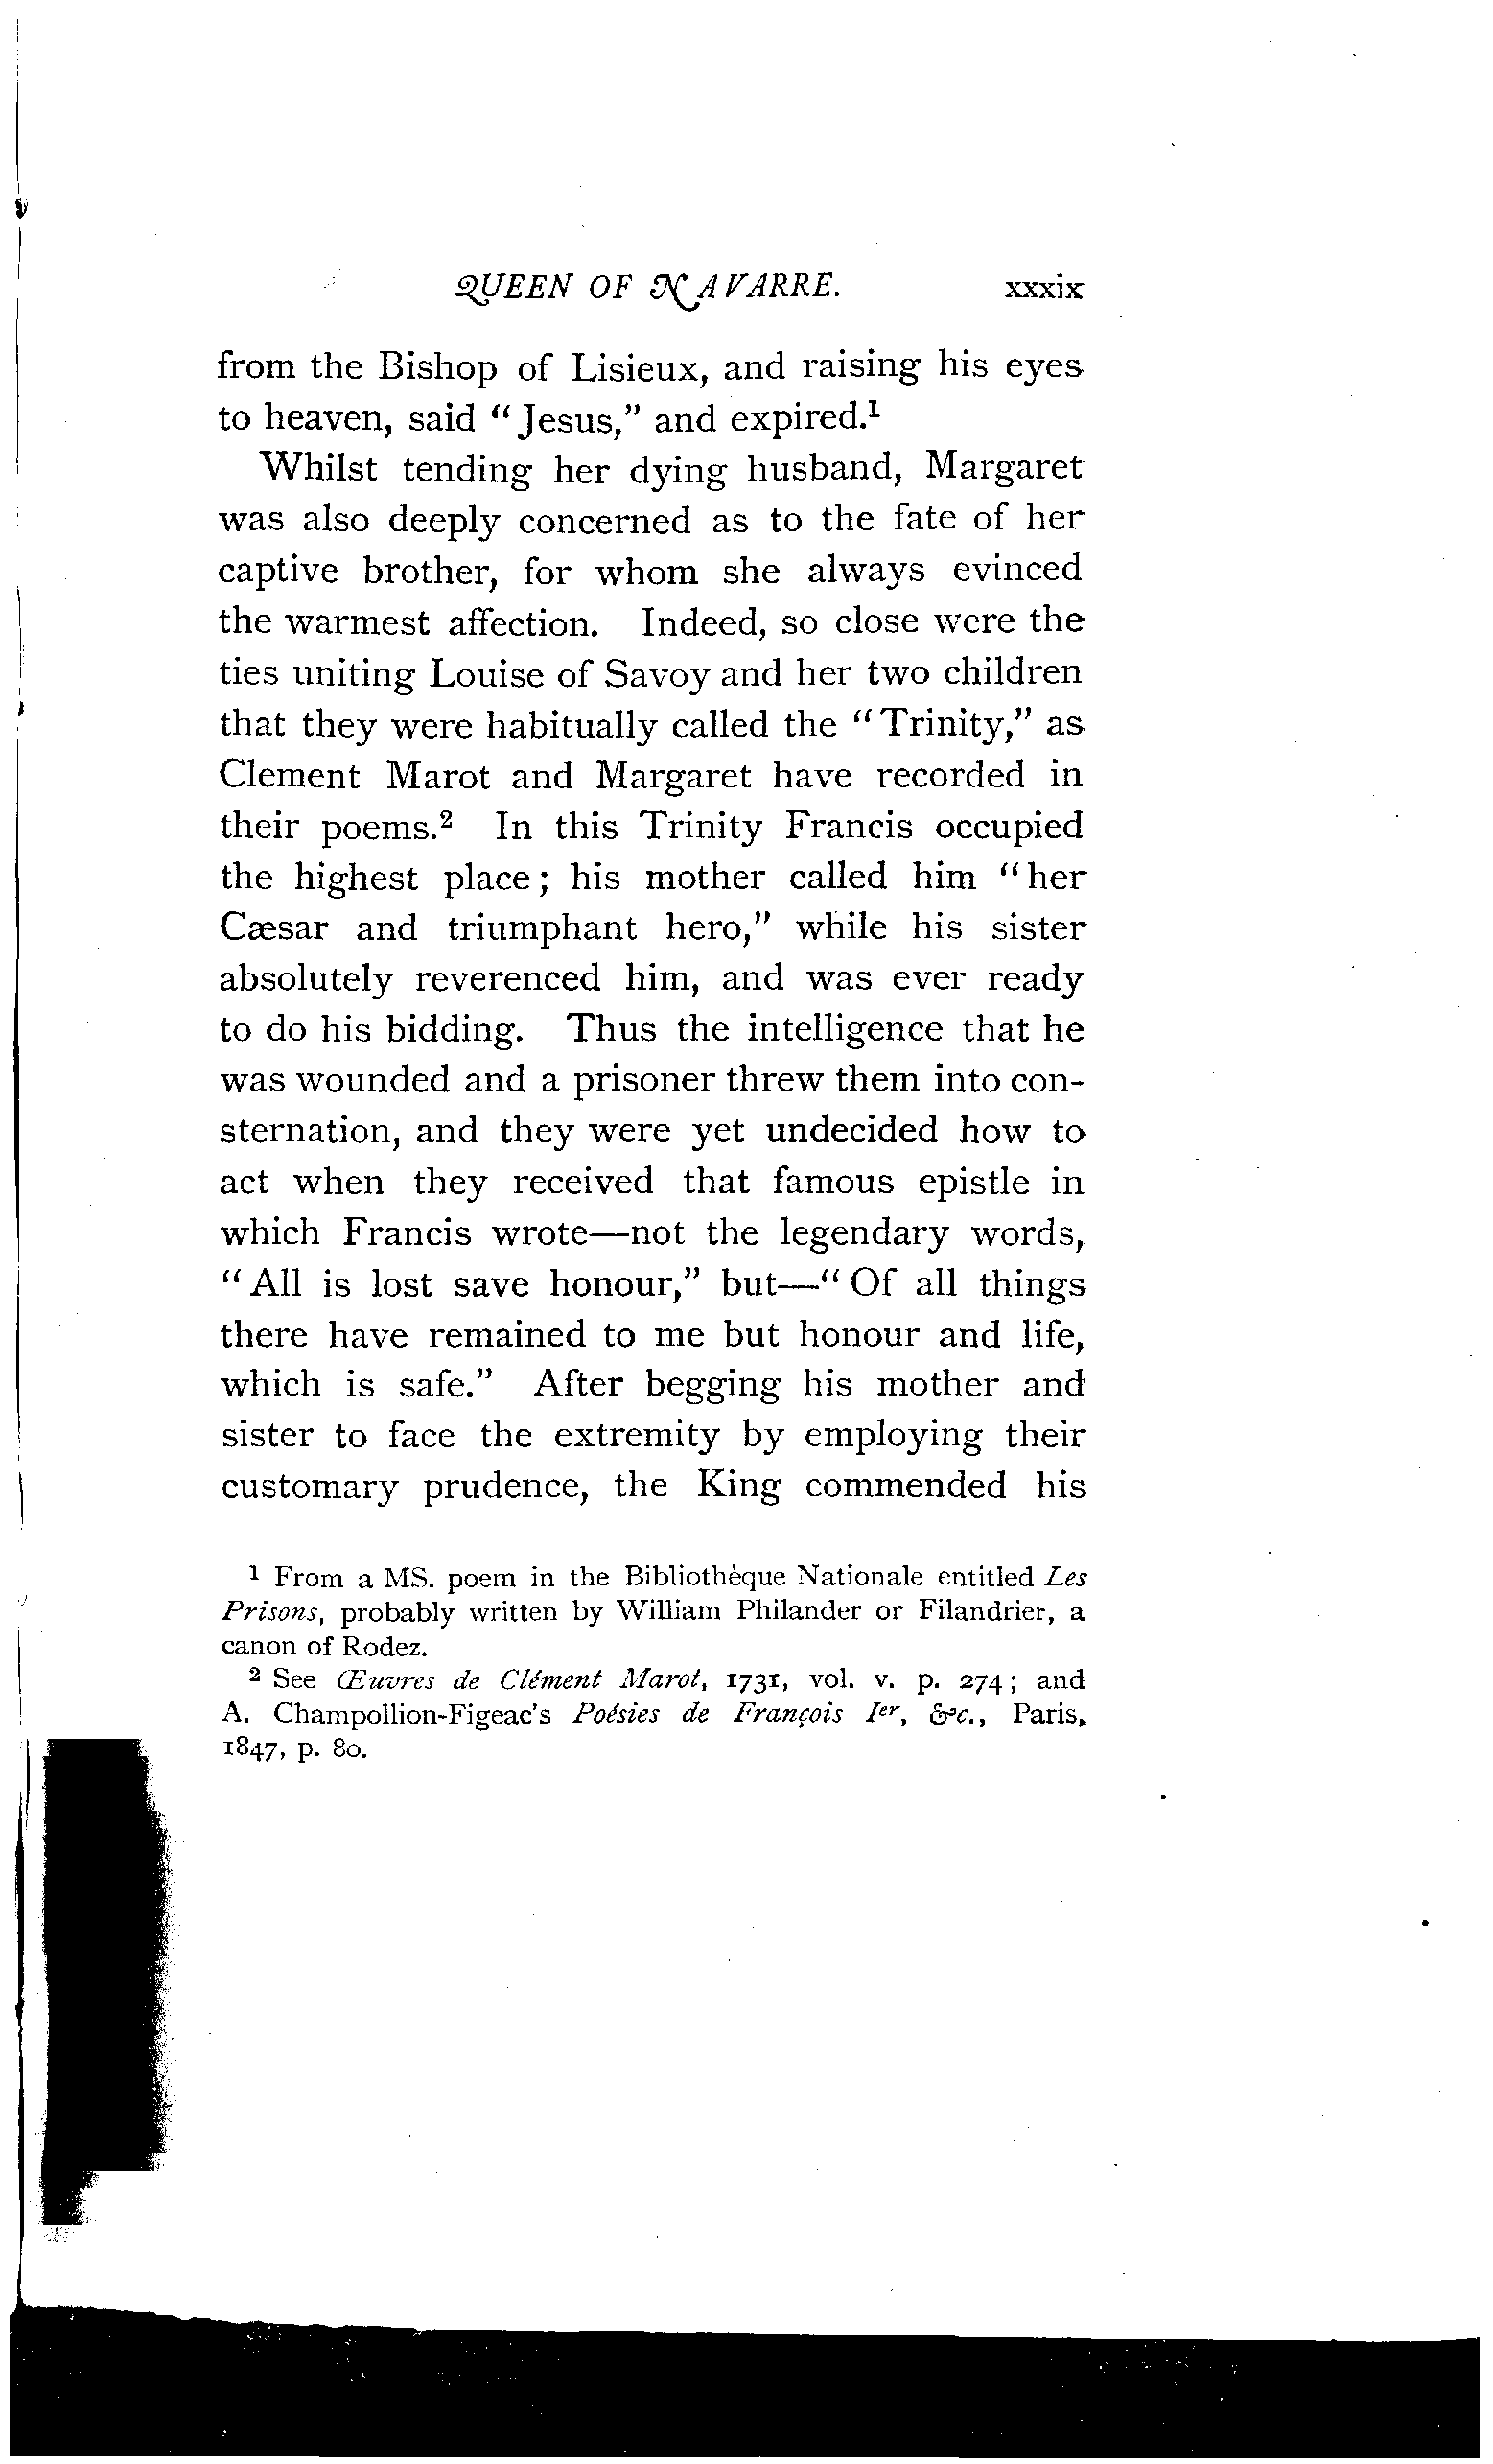 QUEEN OF NAVARRE. xxxix
from the Bishop of Lisieux, and raising his eyes
to heaven, said “Jesus,” and expired.¹
Whilst tending her dying husband, Margaret
was also deeply concerned as to the fate of her
captive brother, for whom she always evinced
the warmest affection. Indeed, so close were the
ties uniting Louise of Savoy and her two children
that they were habitually called the “Trinity,” as
Clement Marot and Margaret have recorded in
their poems.² In this Trinity Francis occupied
the highest place; his mother called him “her
Cæsar and triumphant hero,” while his sister
absolutely reverenced him, and was ever ready
to do his bidding. Thus the intelligence that he
was wounded and a prisoner threw them into con-
sternation, and they were yet undecided how to
act when they received that famous epistle in
which Francis wrote—not the legendary words,
“All is lost save honour,” but—“Of all things
there have remained to me but honour and life,
which is safe.” After begging his mother and
sister to face the extremity by employing their
customary prudence, the King commended his
¹ From a MS. poem in the Bibliothèque Nationale entitled Les
Prisons, probably written by William Philander or Filandrier, a
canon of Rodez.
² See Œuvres de Clément Marot, 1731, vol. v. p. 274; and
A. Champollion-Figeac's Poésies de François Ier, &c., Paris,
1847, p. 80.